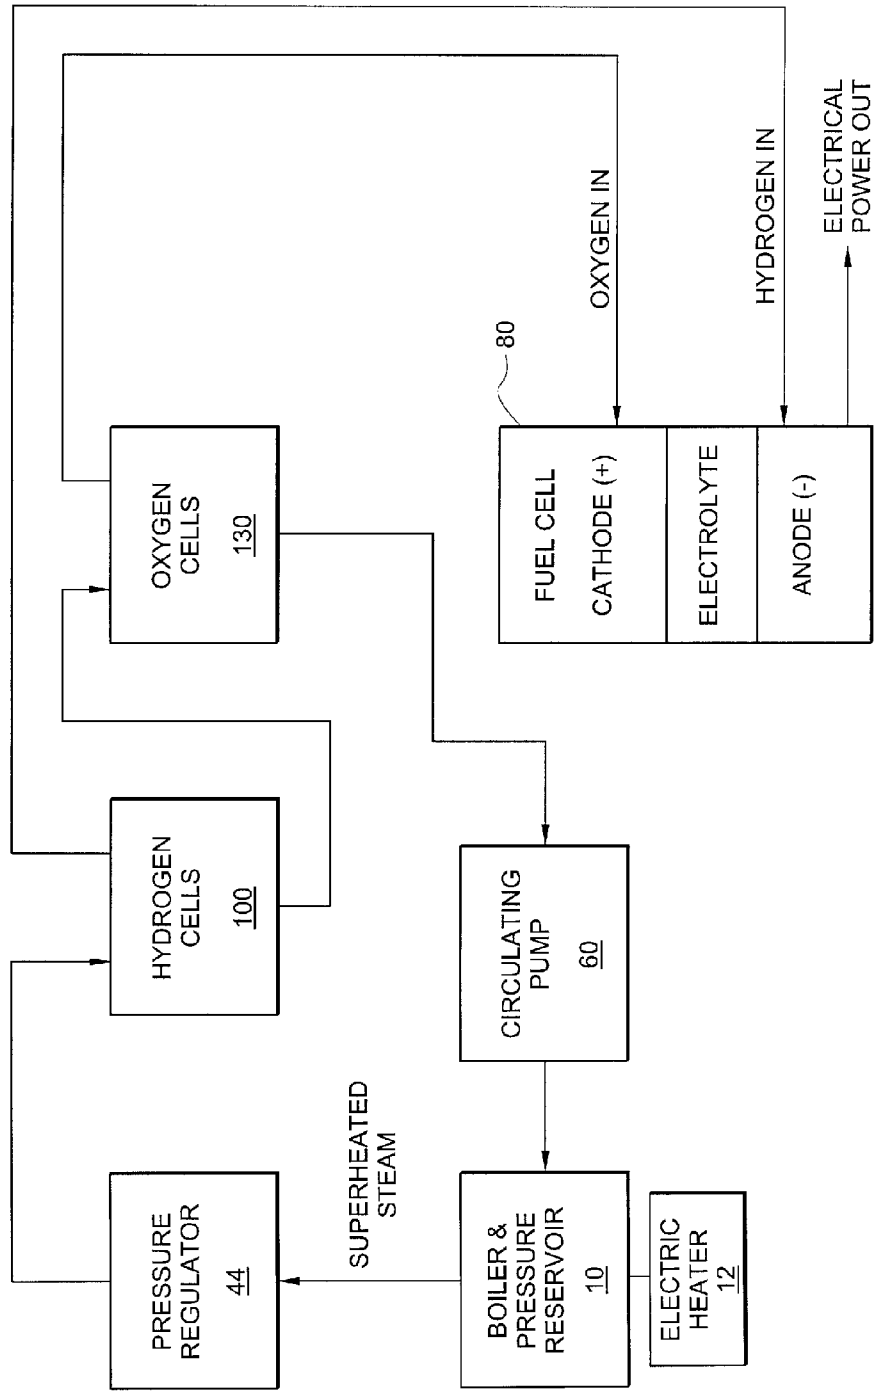 PRESSURE
REGULATOR
44
HYDROGEN
CELLS
100
OXYGEN
CELLS
130
SUPERHEATED
STEAM
BOILER &
PRESSURE
RESERVOIR
10
ELECTRIC
HEATER
12
CIRCULATING
PUMP
60
80
FUEL CELL
CATHODE (+)
ELECTROLYTE
ANODE (-)
OXYGEN IN
HYDROGEN IN
ELECTRICAL
POWER OUT